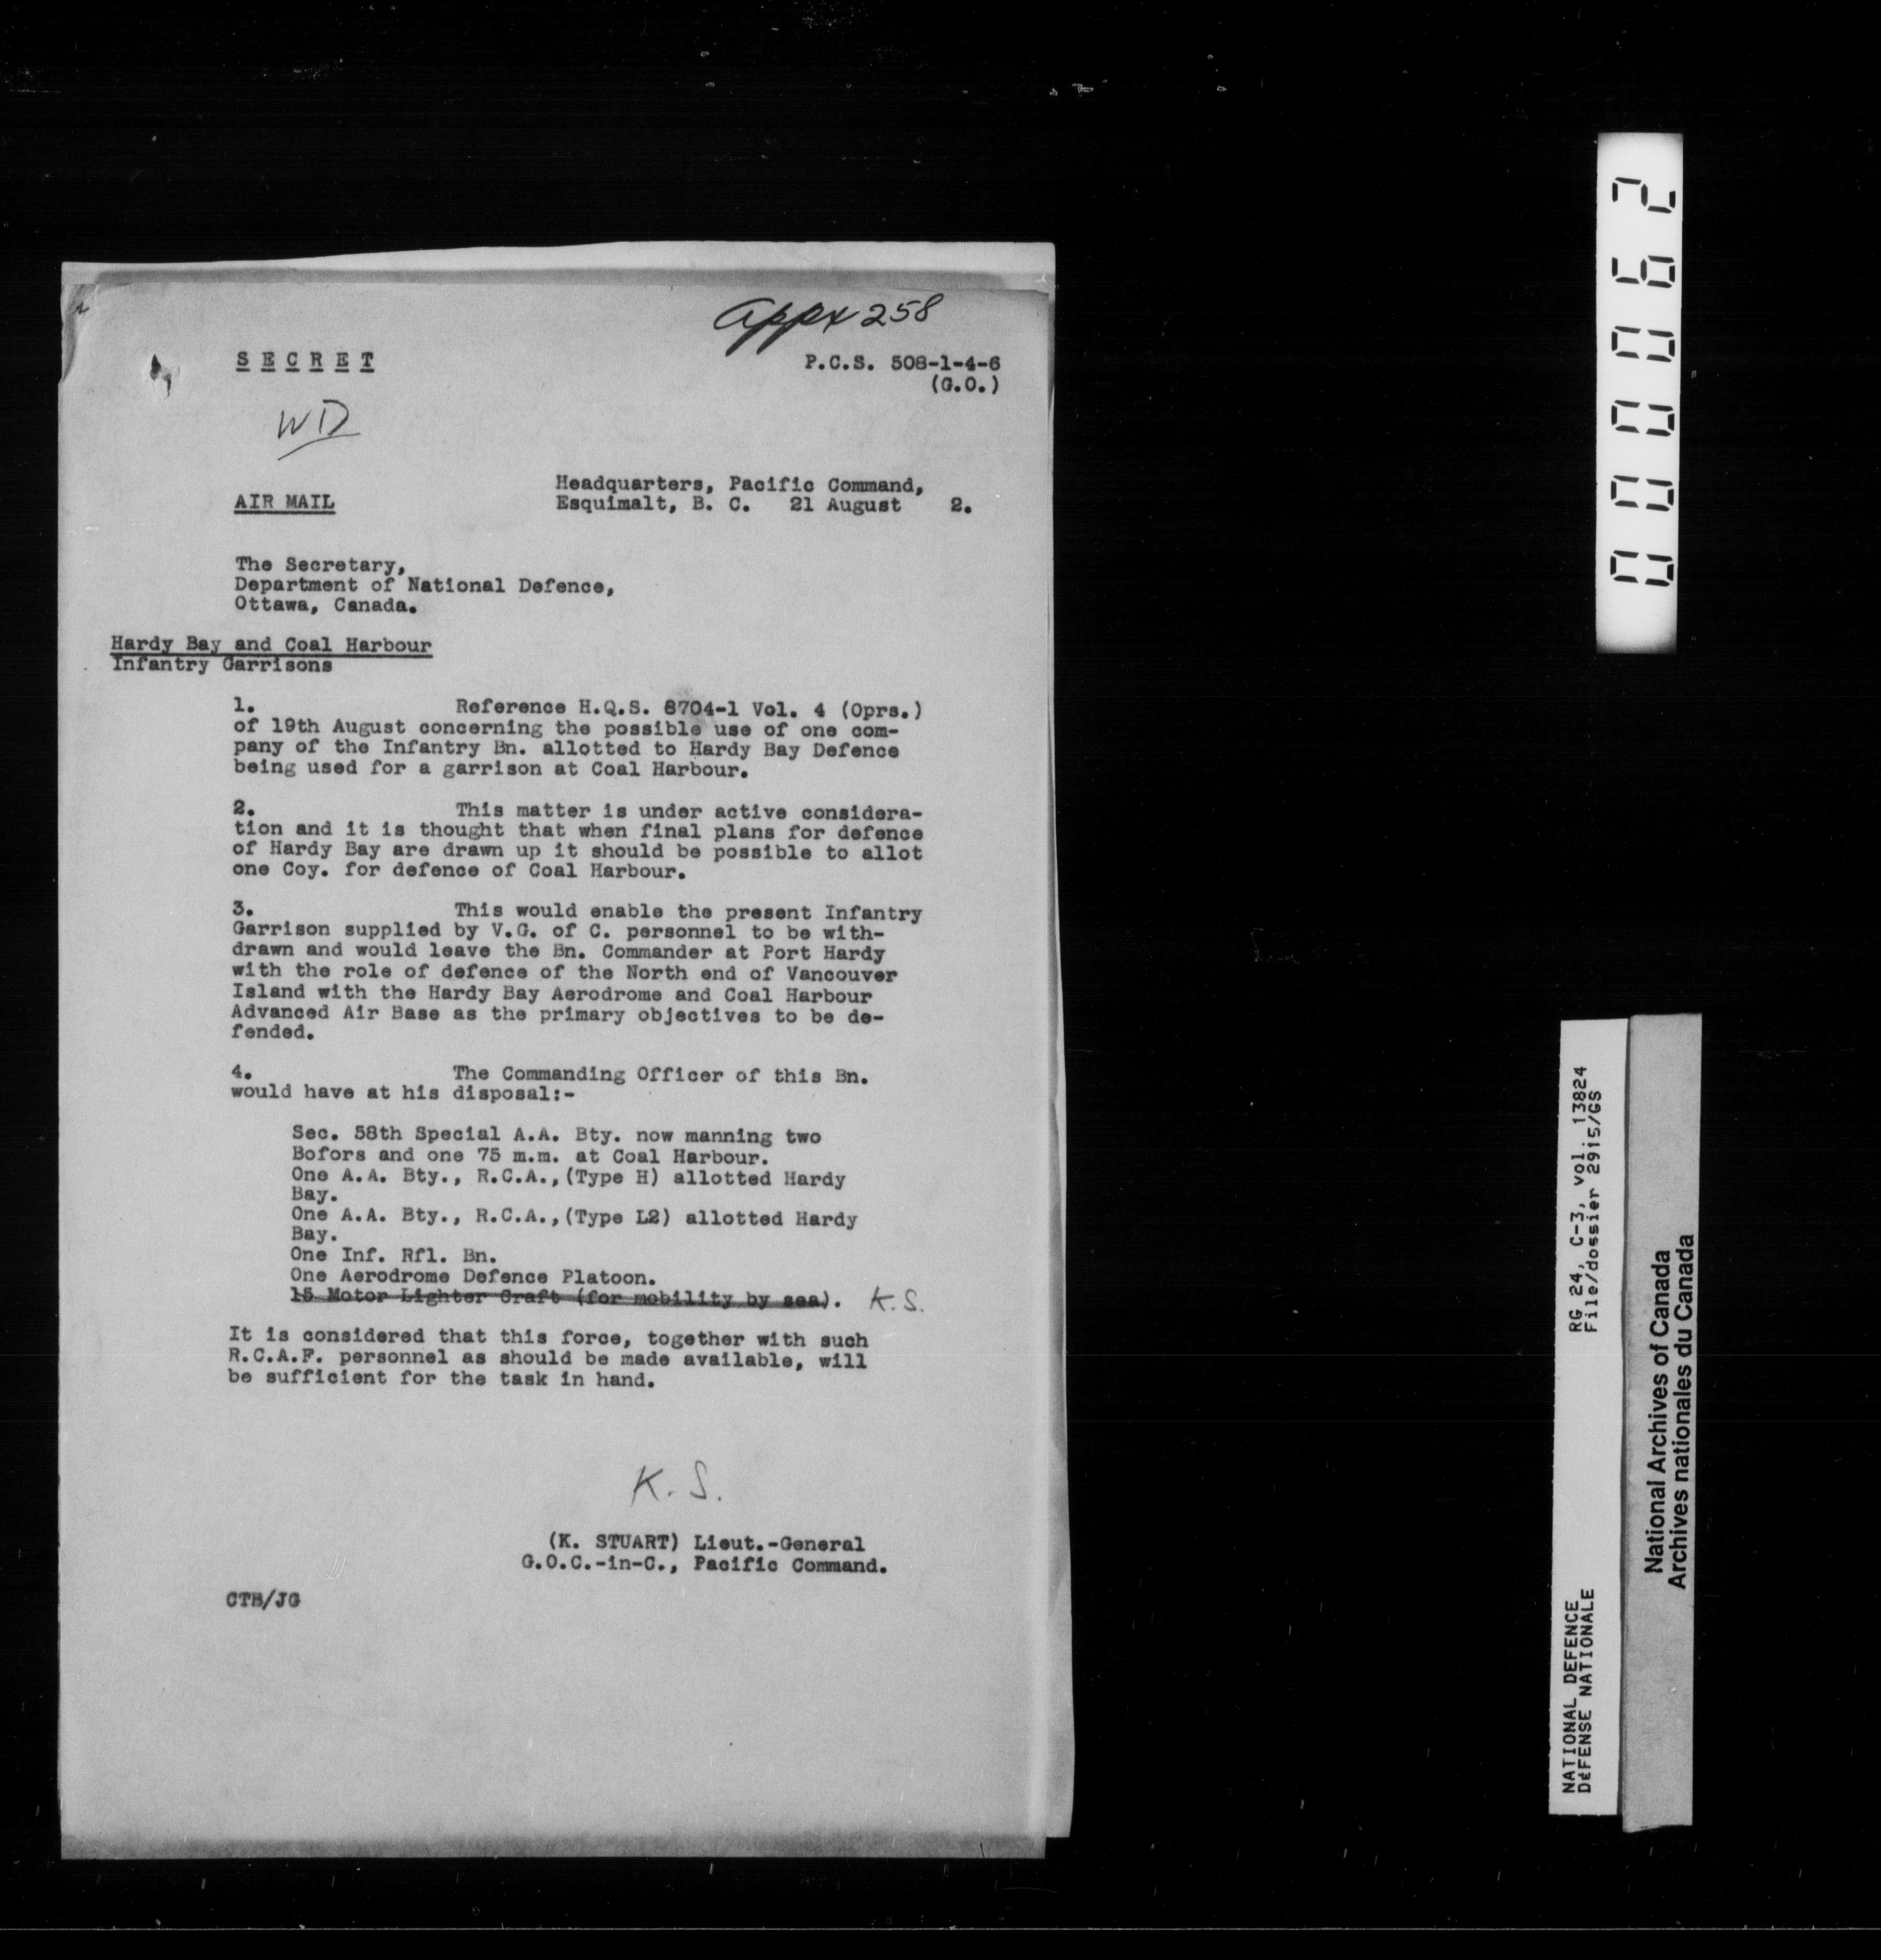 Appx 258
SECRET
P.C.S. 508-1-4-6
(G.O.)
WD
Headquarters, Pacific Command,
AIR MAIL
Esquimalt, B. C. 21 August 2.
The Secretary,
Department of National Defence,
Ottawa, Canada.
Hardy Bay and Coal Harbour
Infantry Garrisons
1. Reference H.Q.S. 8704-1 Vol. 4 (Oprs.)
of 19th August concerning the possible use of one com-
pany of the Infantry Bn. allotted to Hardy Bay Defence
being used for a garrison at Coal Harbour.
2. This matter is under active considera-
tion and it is thought that when final plans for defence
of Hardy Bay are drawn up it should be possible to allot
one Coy. for defence of Coal Harbour.
3. This would enable the present Infantry
Garrison supplied by V.G. of C. personnel to be with-
drawn and would leave the Bn. Commander at Port Hardy
with the role of defence of the North end of Vancouver
Island with the Hardy Bay Aerodrome and Coal Harbour
Advanced Air Base as the primary objectives to be de-
fended.
4. The Commanding Officer of this Bn.
would have at his disposal:-
Sec. 58th Special A.A. Bty. now manning two
Bofors and one 75 m.m. at Coal Harbour.
One A.A. Bty., R.C.A.,(Type H) allotted Hardy
Bay.
One A.A. Bty., R.C.A.,(Type L2) allotted Hardy
Bay.
One Inf. Rfl. Bn.
One Aerodrome Defence Platoon.
15 Motor Lighter Craft (for mobility by sea). K.S.
It is considered that this force, together with such
R.C.A.F. personnel as should be made available, will
be sufficient for the task in hand.
K.S.
(K. STUART) Lieut.-General
G.O.C.-in-C., Pacific Command.
CTB/JG
000062
NATIONAL DEFENCE RG 24, C-3, vol. 13824
DéFENSE NATIONALE File/dossier 2915/GS
National Archives of Canada
Archives nationales du Canada